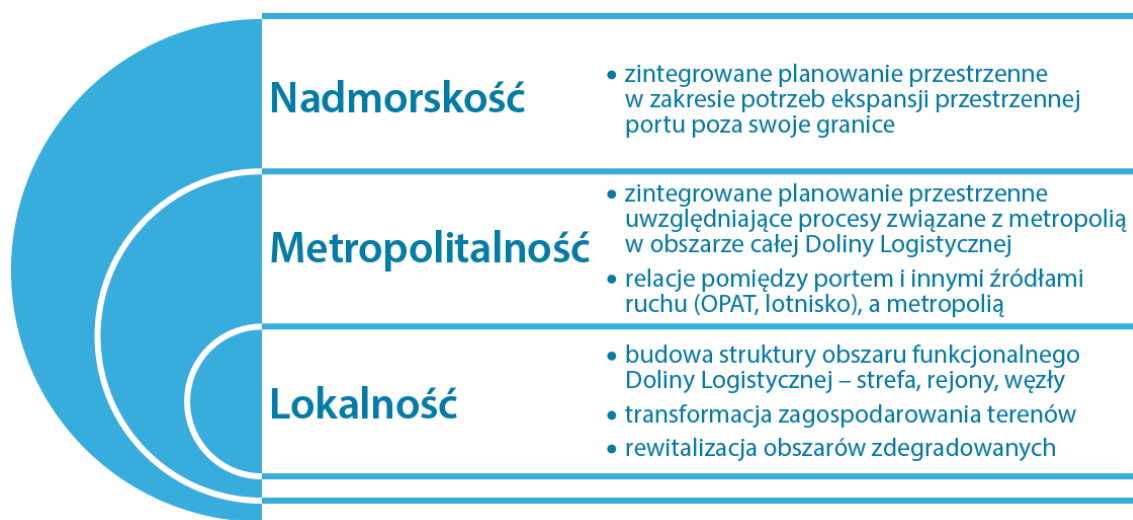 Nadmorskość
• zintegrowane planowanie przestrzenne
w zakresie potrzeb ekspansji przestrzennej
portu poza swoje granice
Metropolitalność
• zintegrowane planowanie przestrzenne
uwzględniające procesy związane z metropolią
w obszarze całej Doliny Logistycznej
• relacje pomiędzy portem i innymi źródłami
ruchu (OPAT, lotnisko), a metropolią
Lokalność
• budowa struktury obszaru funkcjonalnego
Doliny Logistycznej – strefa, rejony, węzły
• transformacja zagospodarowania terenów
• rewitalizacja obszarów zdegradowanych